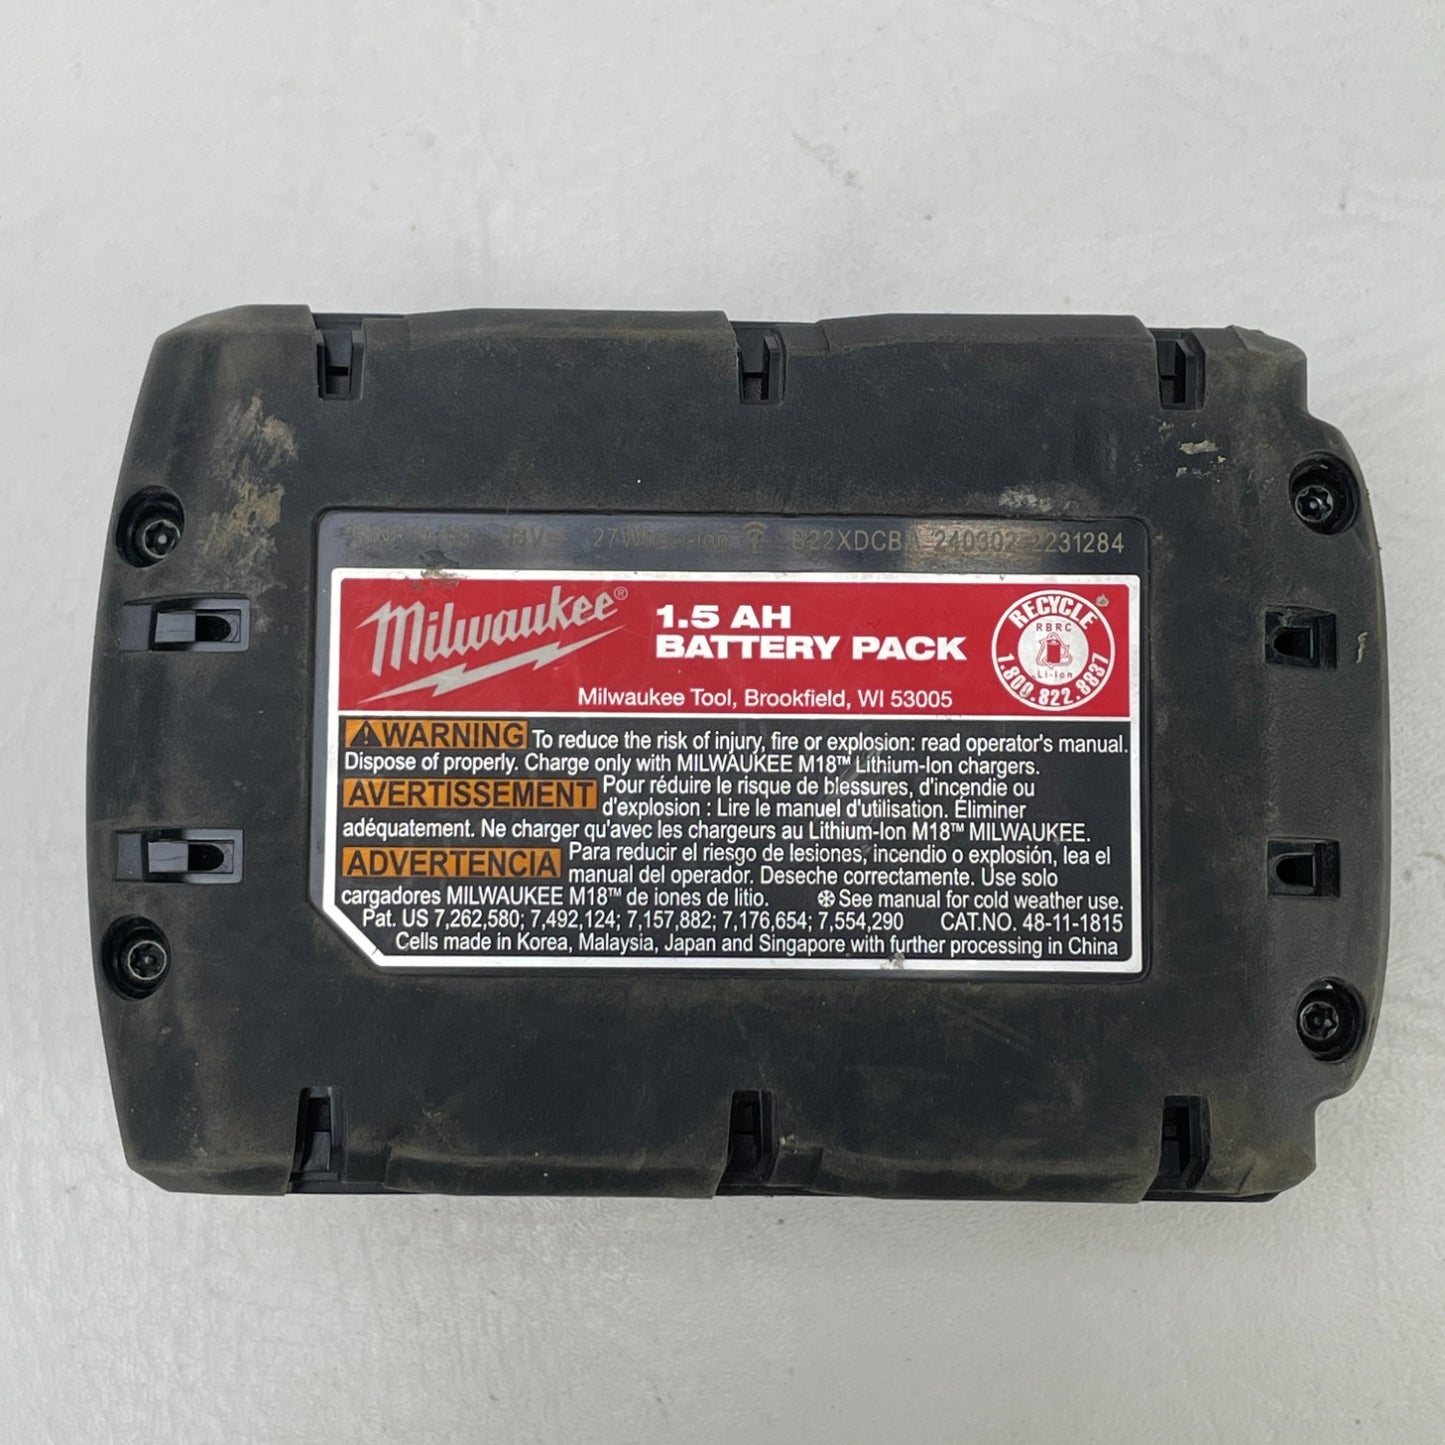 18V 27Wh Li-Ion B22XDCBA 240302 2231284
Milwaukee®
1.5 AH
BATTERY PACK
Milwaukee Tool, Brookfield, WI 53005
RECYCLE
RBRC
Li-Ion
1.800.822.8837
WARNING To reduce the risk of injury, fire or explosion: read operator's manual.
Dispose of properly. Charge only with MILWAUKEE M18™ Lithium-Ion chargers.
AVERTISSEMENT Pour réduire le risque de blessures, d'incendie ou
d'explosion : Lire le manuel d'utilisation. Éliminer
adéquatement. Ne charger qu'avec les chargeurs au Lithium-Ion M18™ MILWAUKEE.
ADVERTENCIA Para reducir el riesgo de lesiones, incendio o explosión, lea el
manual del operador. Deseche correctamente. Use solo
cargadores MILWAUKEE M18™ de iones de litio. ❄ See manual for cold weather use.
Pat. US 7,262,580; 7,492,124; 7,157,882; 7,176,654; 7,554,290 CAT.NO. 48-11-1815
Cells made in Korea, Malaysia, Japan and Singapore with further processing in China